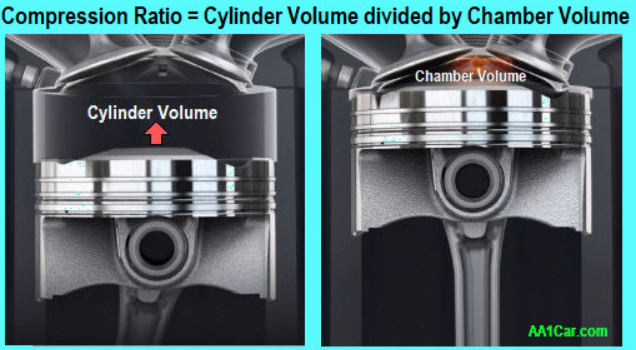 Compression Ratio = Cylinder Volume divided by Chamber Volume
Cylinder Volume
Chamber Volume
AA1Car.com